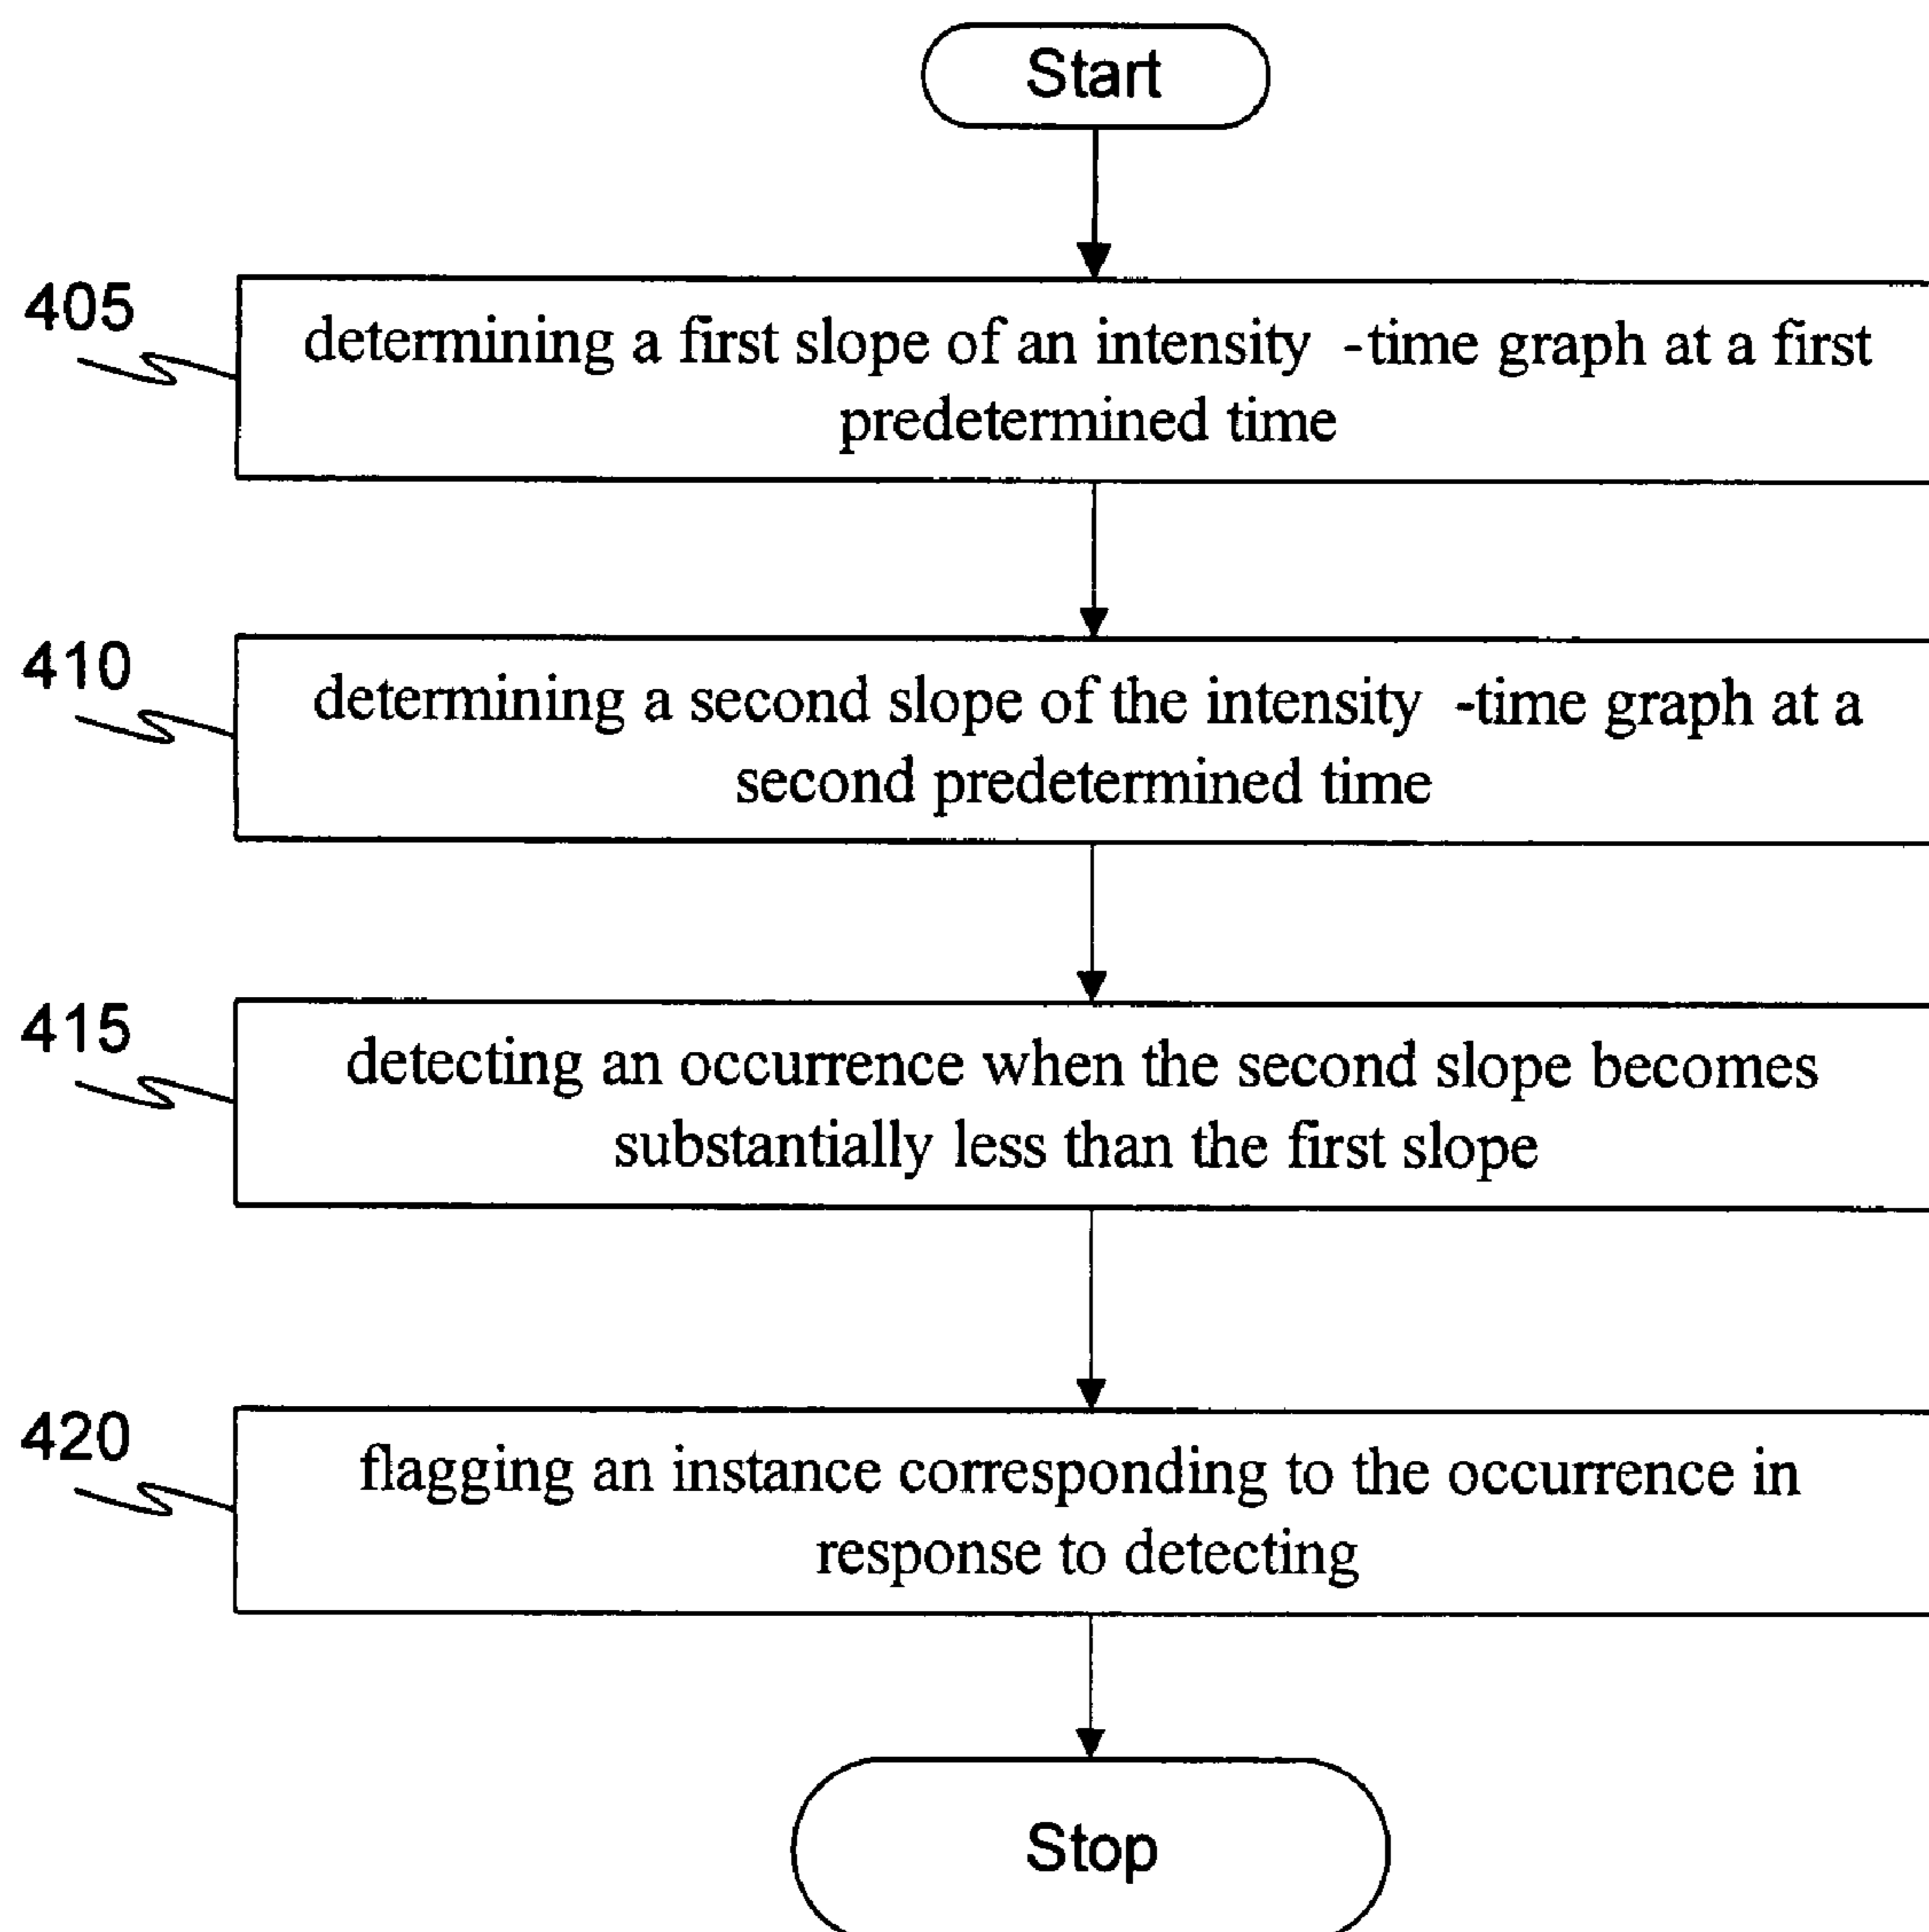 Start
405
determining a first slope of an intensity -time graph at a first
predetermined time
410
determining a second slope of the intensity -time graph at a
second predetermined time
415
detecting an occurrence when the second slope becomes
substantially less than the first slope
420
flagging an instance corresponding to the occurrence in
response to detecting
Stop